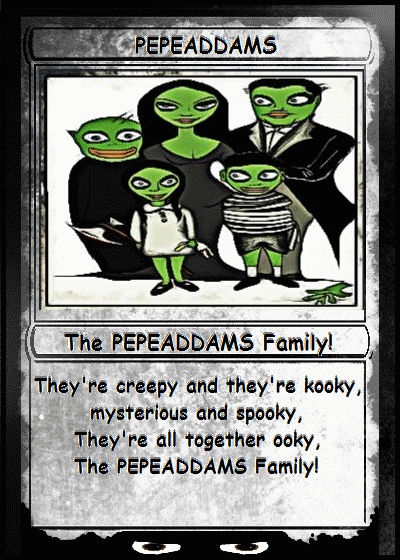 PEPEADDAMS
The PEPEADDAMS Family!
They're creepy and they're kooky,
mysterious and spooky,
They're all together ooky,
The PEPEADDAMS Family!